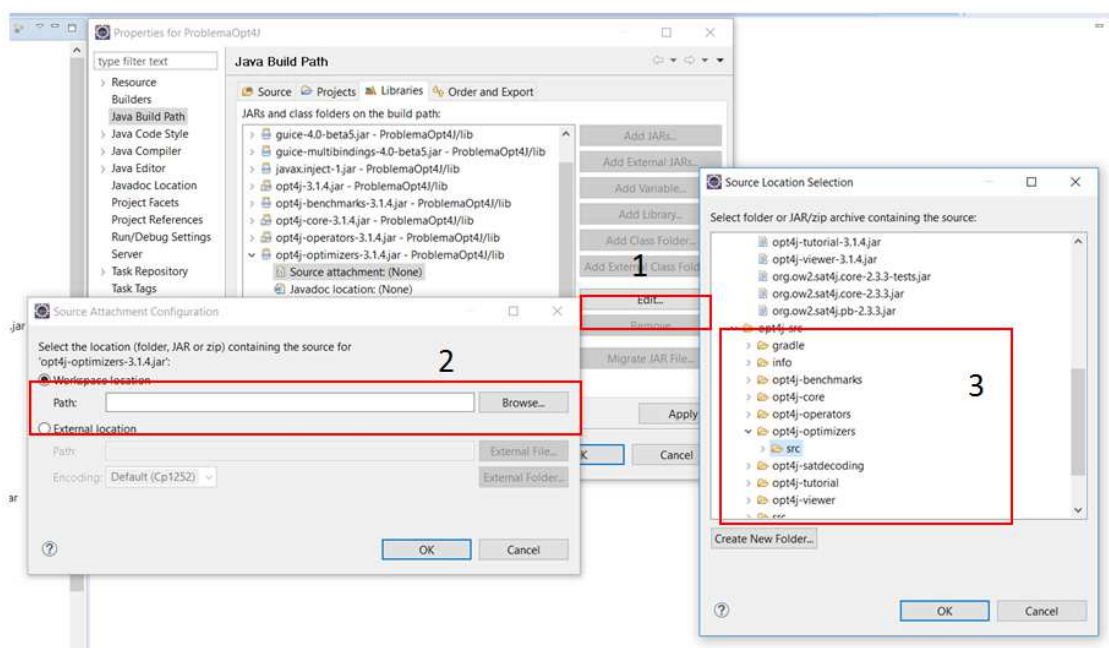 Properties for ProblemaOpt4J
type filter text
Resource
Builders
Java Build Path
Java Code Style
Java Compiler
Java Editor
Javadoc Location
Project Facets
Project References
Run/Debug Settings
Server
Task Repository
Task Tags
Java Build Path
Source Projects Libraries Order and Export
JARs and class folders on the build path:
guice-4.0-beta5.jar - ProblemaOpt4J/lib
guice-multibindings-4.0-beta5.jar - ProblemaOpt4J/lib
javax.inject-1.jar - ProblemaOpt4J/lib
opt4j-3.1.4.jar - ProblemaOpt4J/lib
opt4j-benchmarks-3.1.4.jar - ProblemaOpt4J/lib
opt4j-core-3.1.4.jar - ProblemaOpt4J/lib
opt4j-operators-3.1.4.jar - ProblemaOpt4J/lib
opt4j-optimizers-3.1.4.jar - ProblemaOpt4J/lib
Source attachment: (None)
Javadoc location: (None)
Add JARs...
Add External JARs...
Add Variable...
Add Library...
Add Class Folder...
Add External Class Fold
1
Edit...
Remove...
Migrate JAR File...
Apply
K
Cancel
.jar
ar
Source Attachment Configuration
Select the location (folder, JAR or zip) containing the source for
'opt4j-optimizers-3.1.4.jar':
2
Workspace location
Path:
Browse...
External location
Path:
External File...
Encoding: Default (Cp1252)
External Folder...
OK
Cancel
Source Location Selection
Select folder or JAR/zip archive containing the source:
opt4j-tutorial-3.1.4.jar
opt4j-viewer-3.1.4.jar
org.ow2.sat4j.core-2.3.3-tests.jar
org.ow2.sat4j.core-2.3.3.jar
org.ow2.sat4j.pb-2.3.3.jar
opt4j-src
gradle
info
opt4j-benchmarks
opt4j-core
opt4j-operators
opt4j-optimizers
src
opt4j-satdecoding
opt4j-tutorial
opt4j-viewer
src
3
Create New Folder...
OK
Cancel